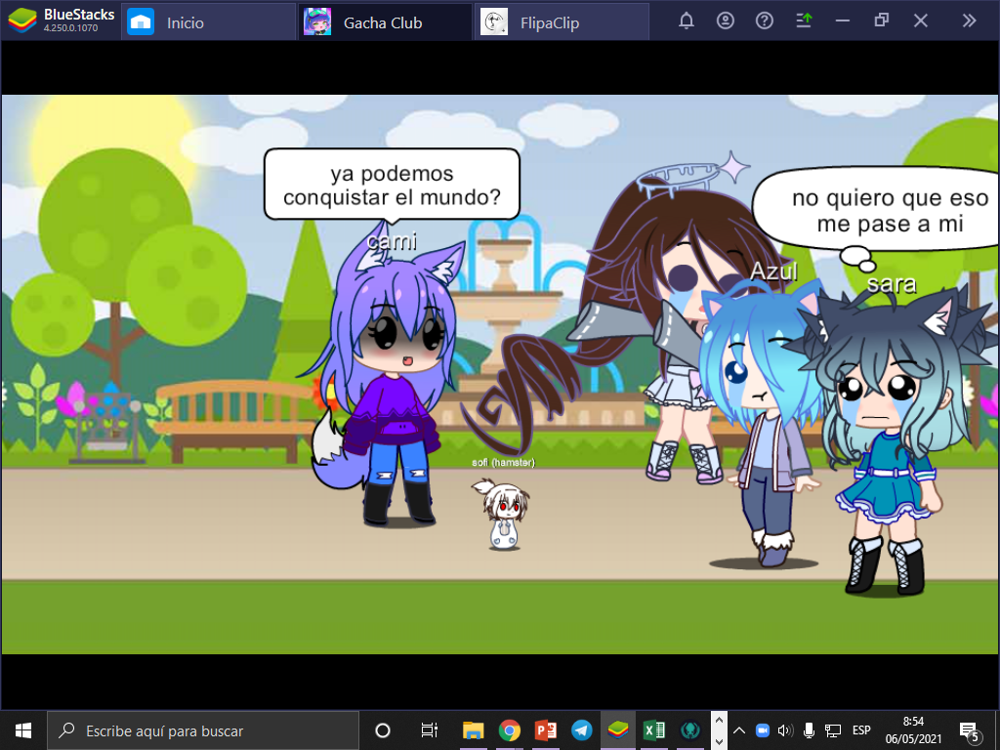 BlueStacks
4.250.0.1070
Inicio
Gacha Club
FlipaClip
ya podemos
conquistar el mundo?
no quiero que eso
me pase a mi
cami
Azul
sara
sofi (hamster)
Escribe aquí para buscar
ESP
8:54
06/05/2021
5